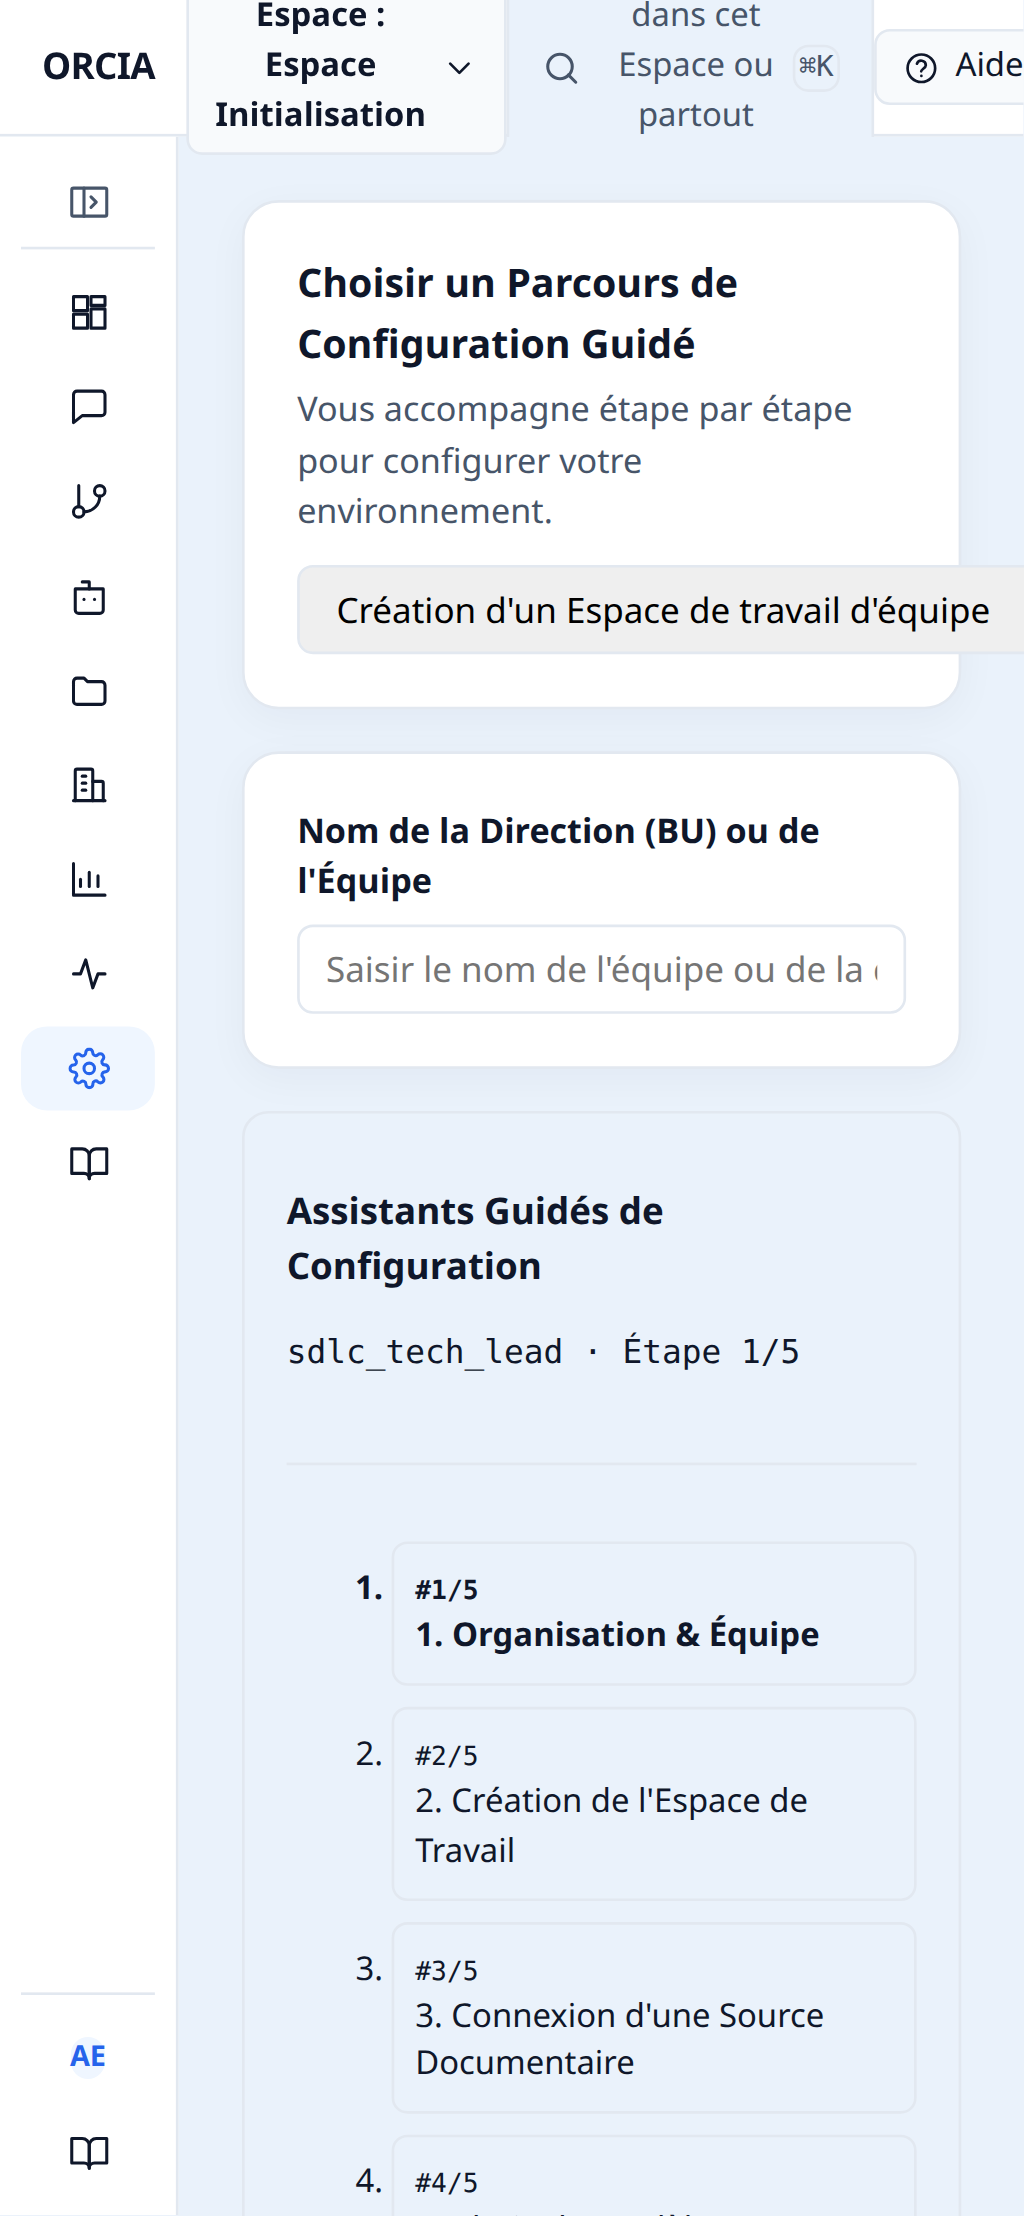 ORCIA
Espace :
Espace
Initialisation
dans cet
Espace ou
partout
⌘K
Aide
Choisir un Parcours de
Configuration Guidé
Vous accompagne étape par étape
pour configurer votre
environnement.
Création d'un Espace de travail d'équipe
Nom de la Direction (BU) ou de
l'Équipe
Saisir le nom de l'équipe ou de la
Assistants Guidés de
Configuration
sdlc_tech_lead · Étape 1/5
1.
#1/5
1. Organisation & Équipe
2.
#2/5
2. Création de l'Espace de
Travail
3.
#3/5
3. Connexion d'une Source
Documentaire
4.
#4/5
AE